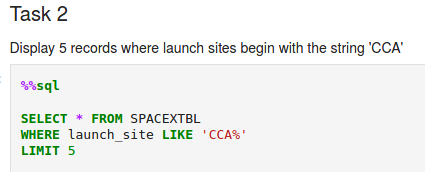 Task 2
Display 5 records where launch sites begin with the string 'CCA'
%%sql
SELECT * FROM SPACEXTBL
WHERE launch_site LIKE 'CCA%'
LIMIT 5